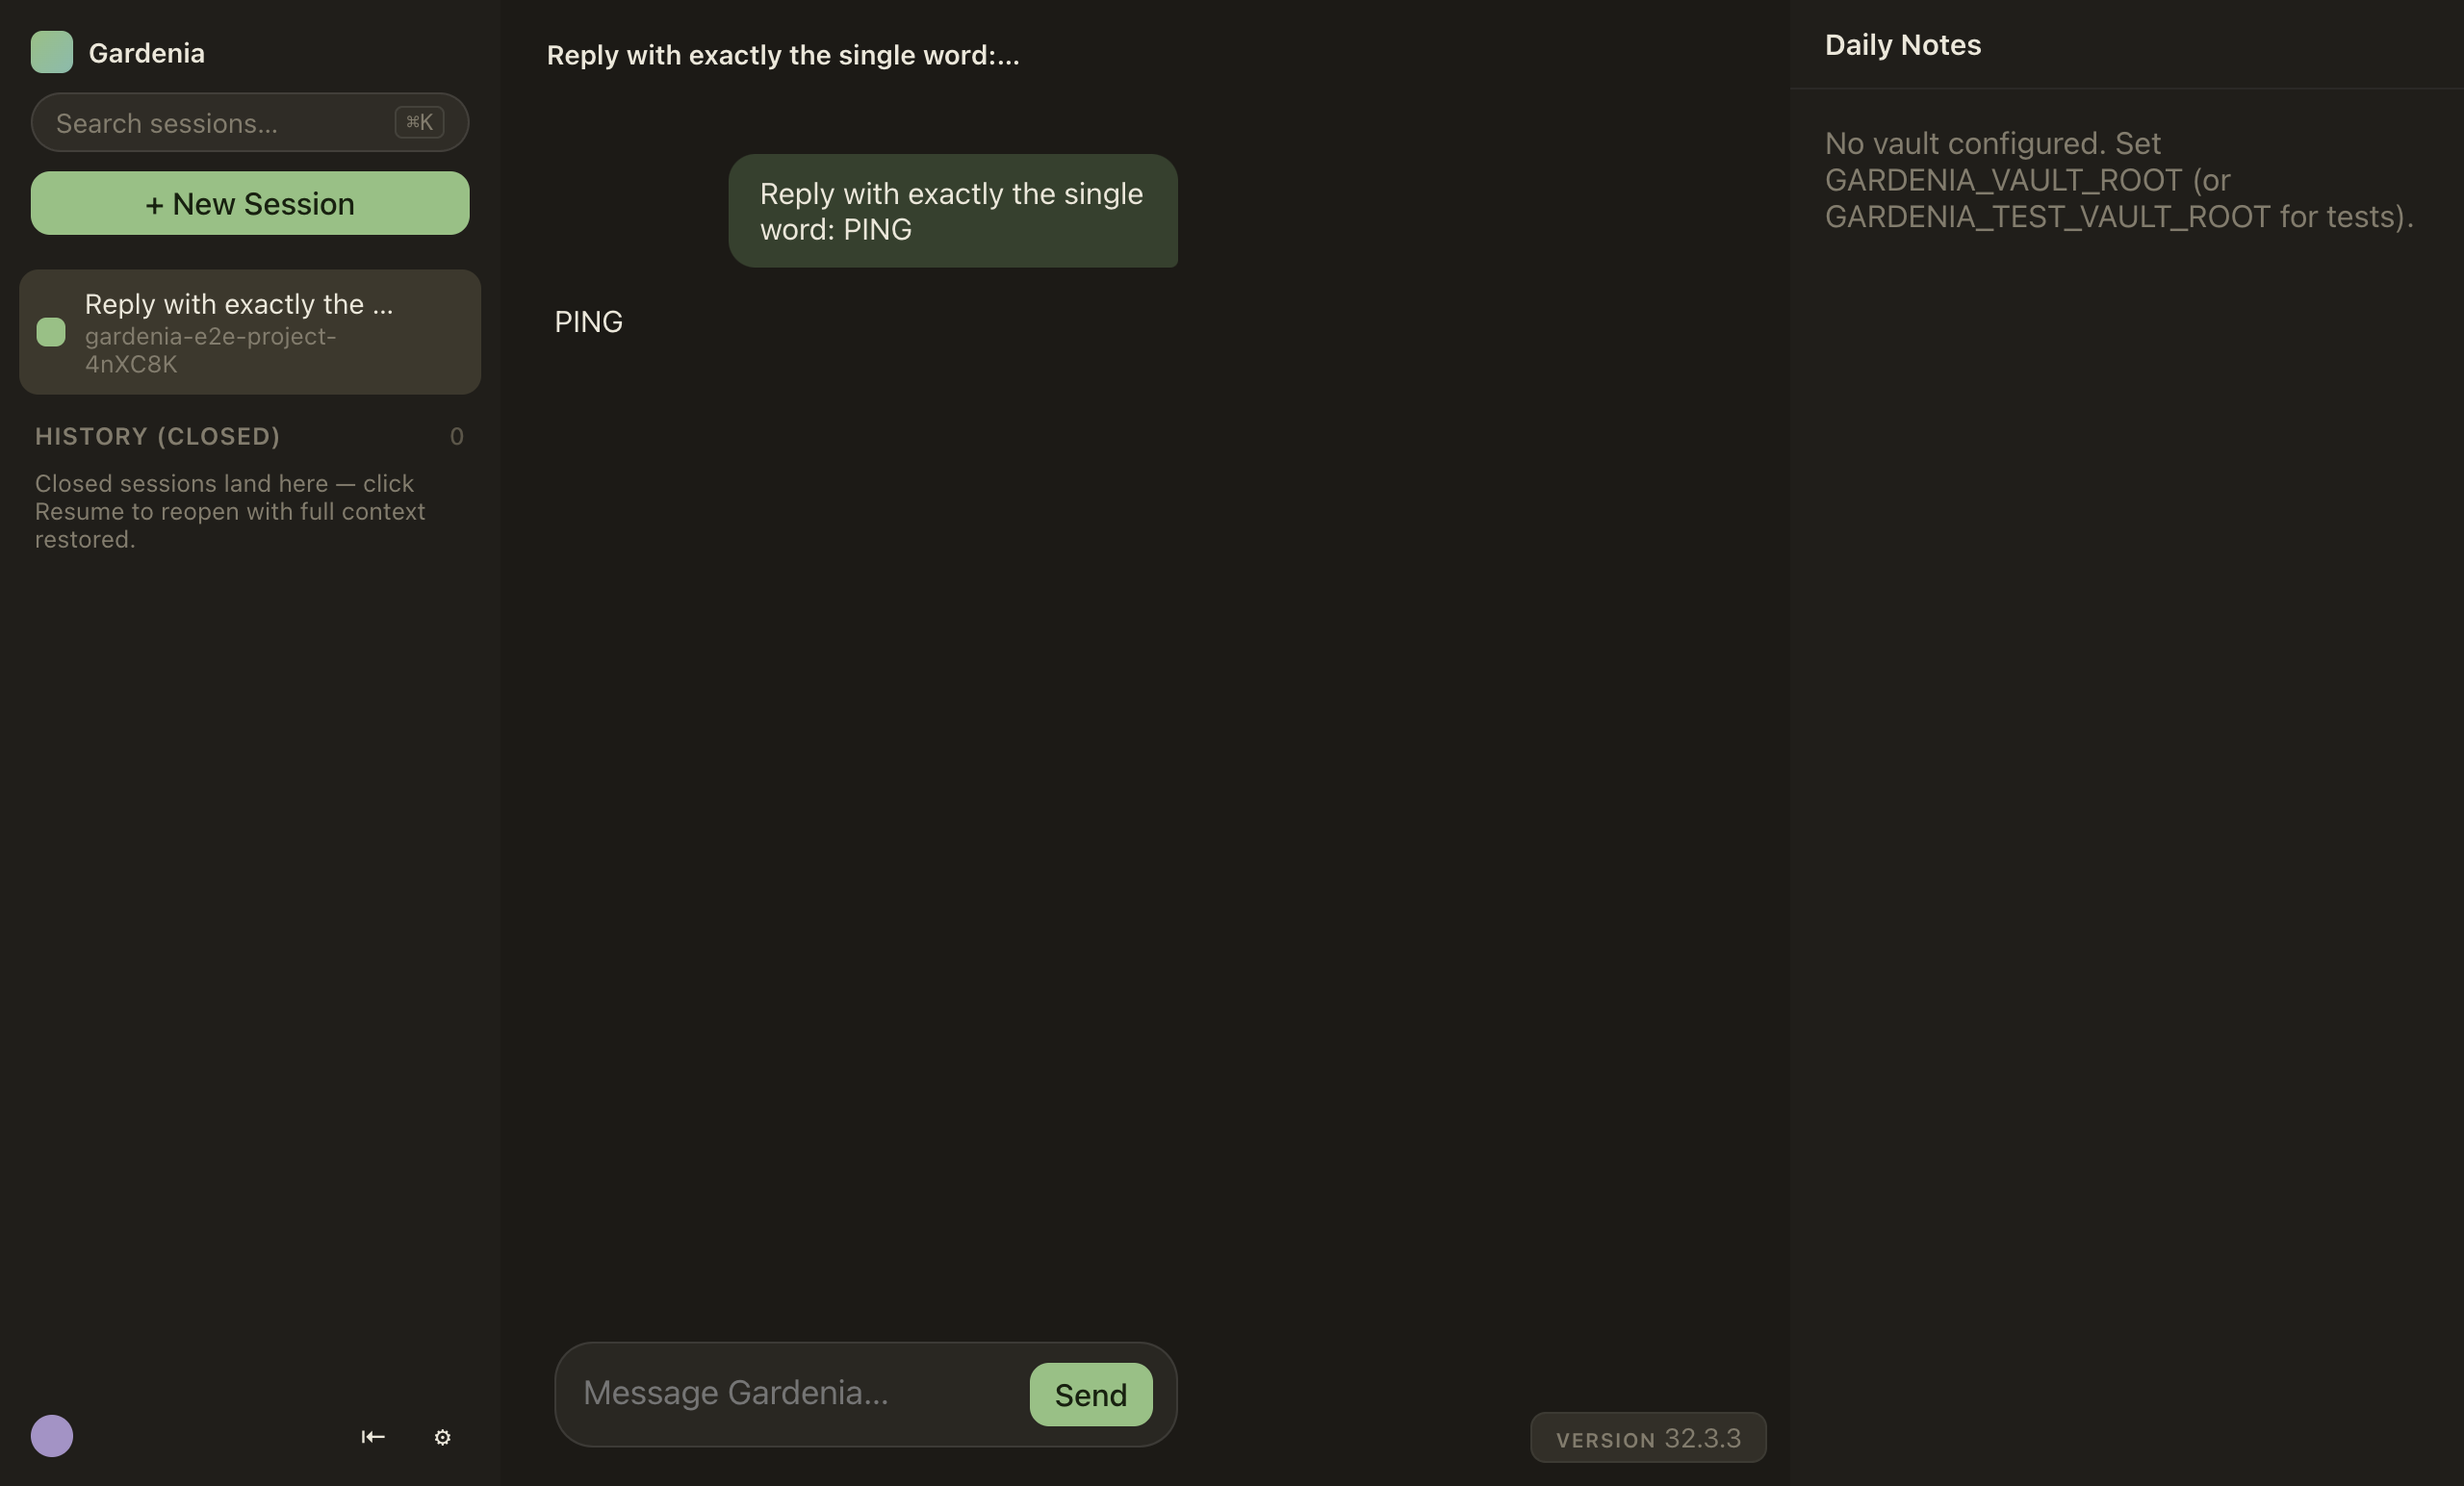 Gardenia
Search sessions...
⌘K
+ New Session
Reply with exactly the ...
gardenia-e2e-project-
4nXC8K
HISTORY (CLOSED) 0
Closed sessions land here — click
Resume to reopen with full context
restored.
Reply with exactly the single word:...
Reply with exactly the single
word: PING
PING
Message Gardenia...
Send
VERSION 32.3.3
Daily Notes
No vault configured. Set
GARDENIA_VAULT_ROOT (or
GARDENIA_TEST_VAULT_ROOT for tests).